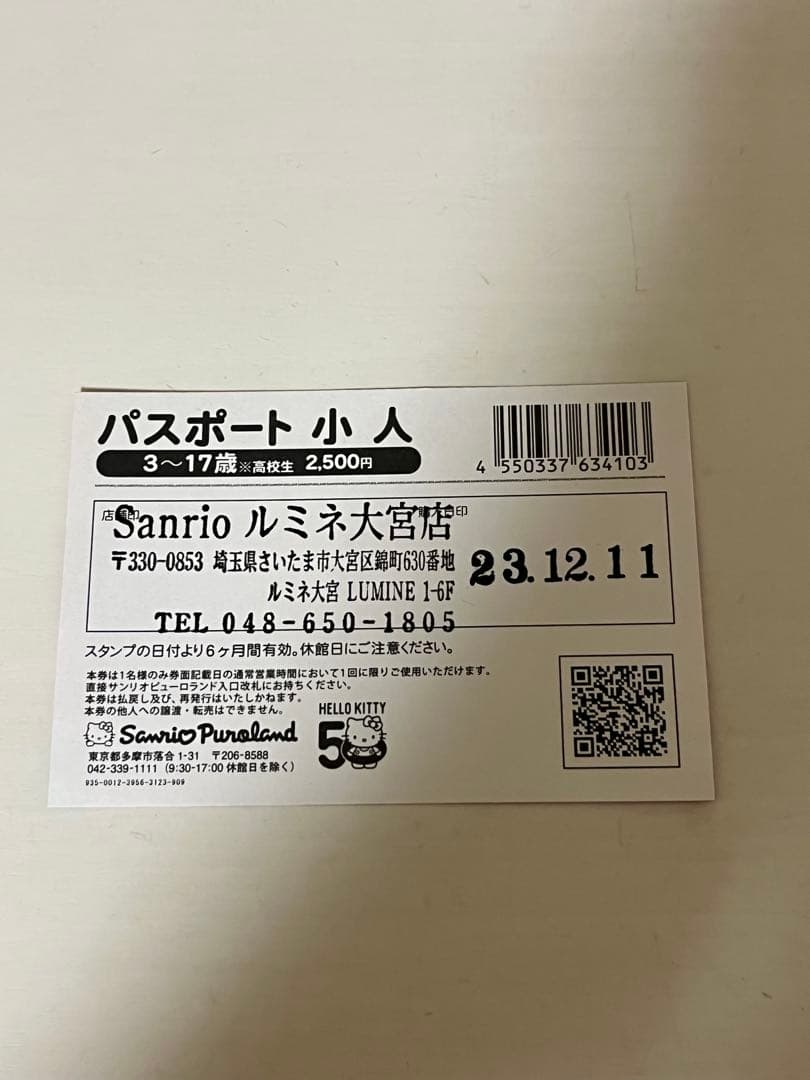 パスポート 小 人
3〜17歳※高校生 2,500円
4 550337 634103
店舗印
購入日印
Sanrio ルミネ大宮店
〒330-0853 埼玉県さいたま市大宮区錦町630番地
ルミネ大宮 LUMINE 1-6F
TEL 048-650-1805
23.12.11
スタンプの日付より6ヶ月間有効。休館日にご注意ください。
本券は1名様のみ券面記載日の通常営業時間において1回に限りご使用いただけます。
直接サンリオピューロランド入口改札にお持ちください。
本券は払戻し及び、再発行はいたしかねます。
本券の他人への譲渡・転売はできません。
HELLO KITTY
50
Sanrio Puroland
東京都多摩市落合 1-31 〒206-8588
042-339-1111 (9:30-17:00 休館日を除く)
935-0012-3956-3123-909